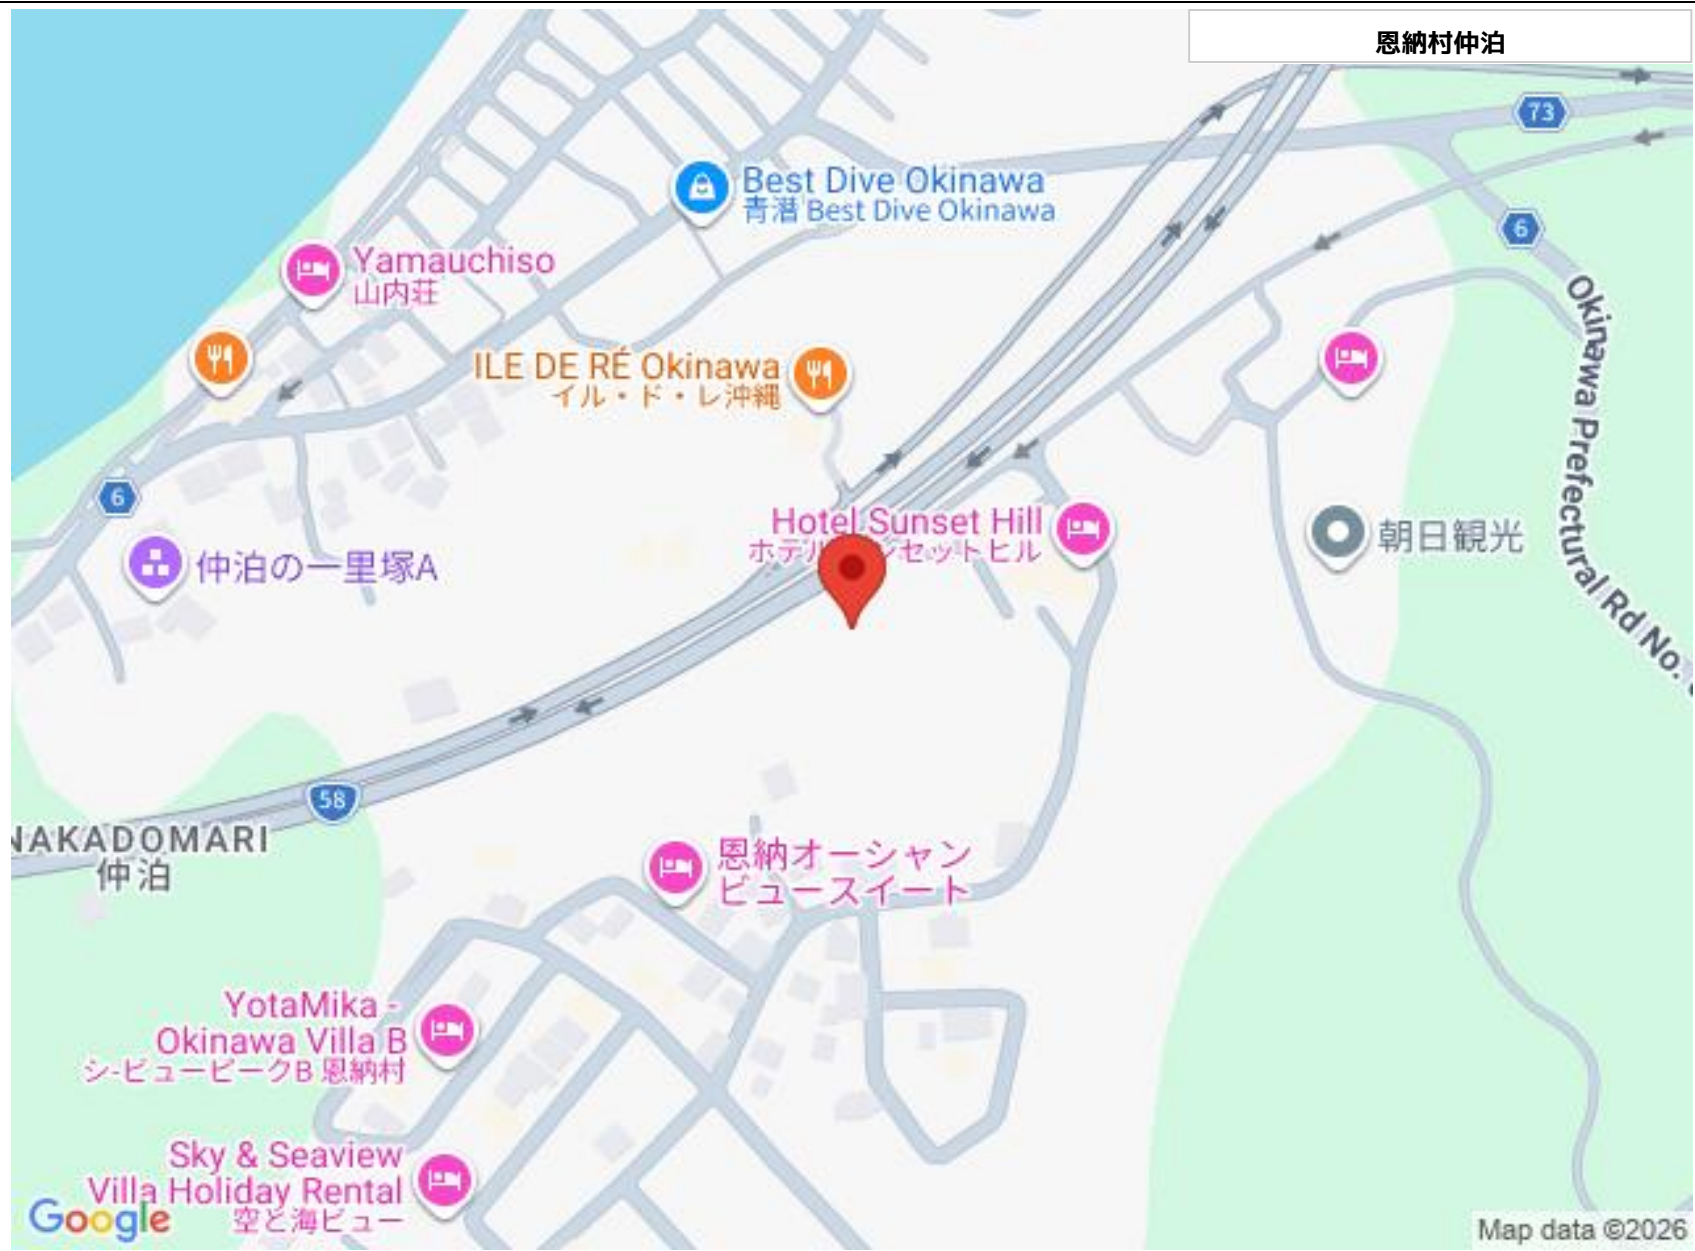 恩納村仲泊
73
Best Dive Okinawa
青潜 Best Dive Okinawa
6
Yamauchiso
山内荘
Okinawa Prefectural Rd No.
ILE DE RÉ Okinawa
イル・ド・レ沖縄
6
Hotel Sunset Hill
ホテル ンセットヒル
朝日観光
仲泊の一里塚A
58
NAKADOMARI
仲泊
恩納オーシャン
ビュースイート
YotaMika -
Okinawa Villa B
シ-ビューピークB 恩納村
Sky & Seaview
Villa Holiday Rental
空と海ビュー
Google
Map data ©2026